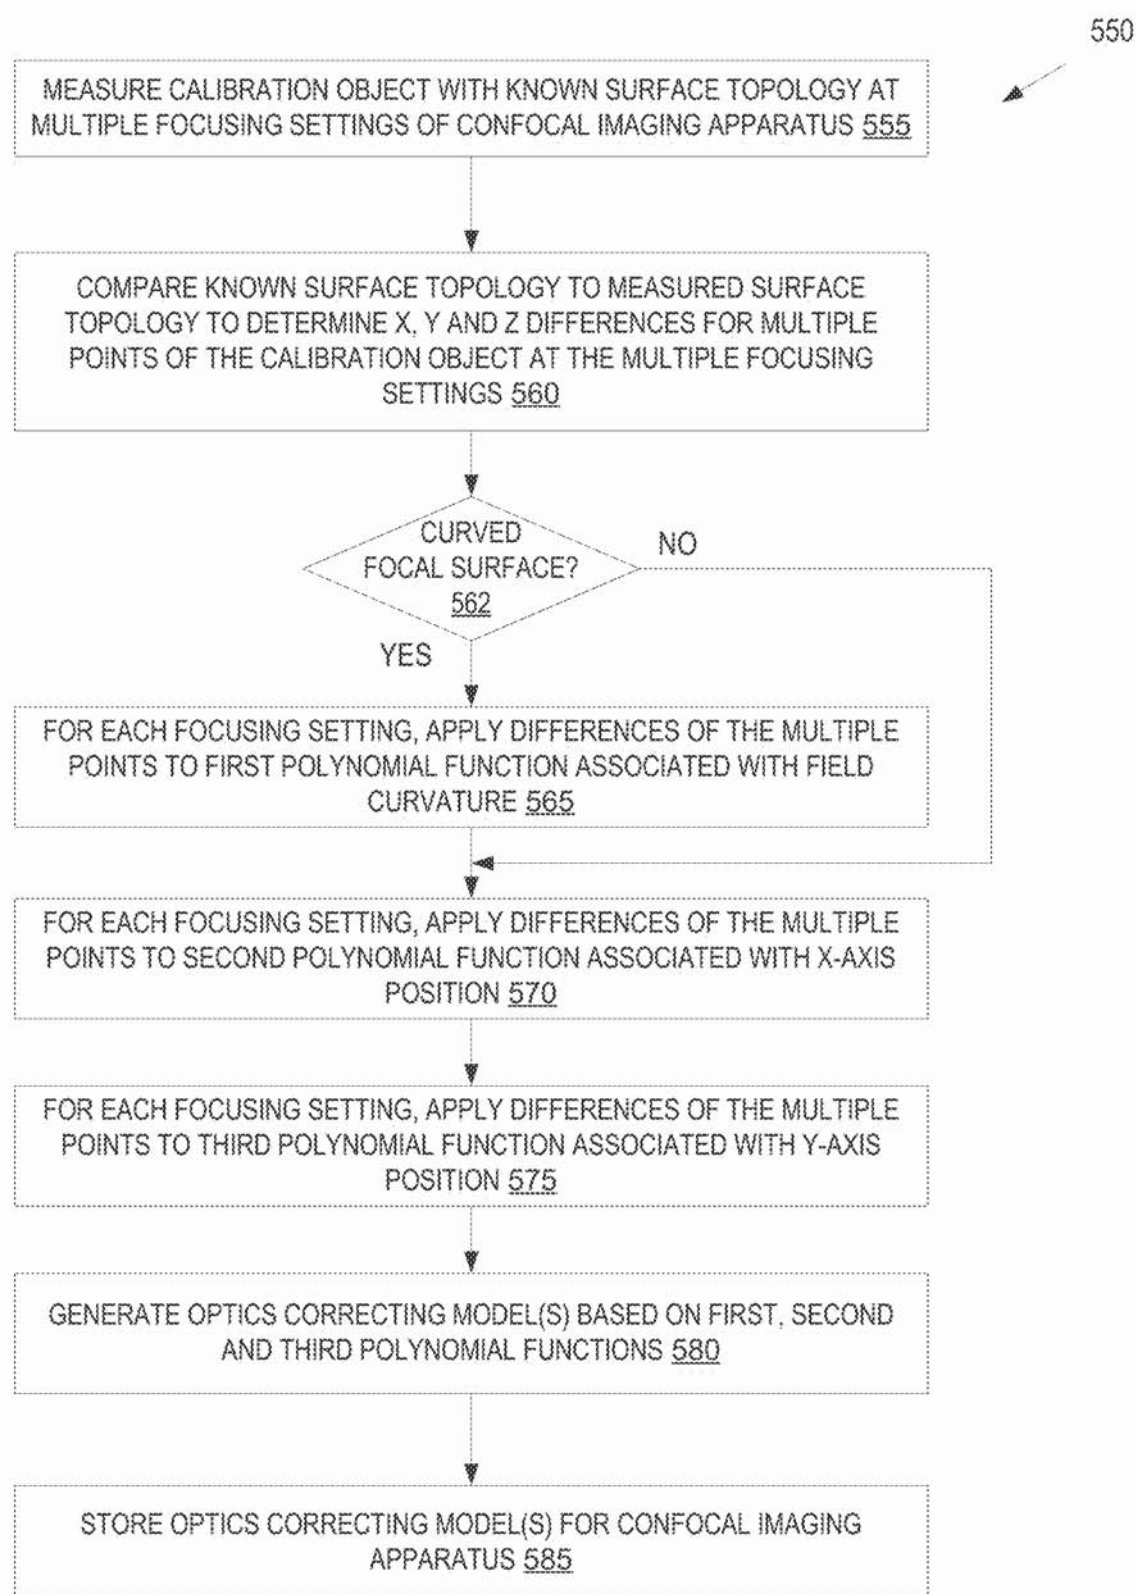 550
MEASURE CALIBRATION OBJECT WITH KNOWN SURFACE TOPOLOGY AT
MULTIPLE FOCUSING SETTINGS OF CONFOCAL IMAGING APPARATUS 555
COMPARE KNOWN SURFACE TOPOLOGY TO MEASURED SURFACE
TOPOLOGY TO DETERMINE X, Y AND Z DIFFERENCES FOR MULTIPLE
POINTS OF THE CALIBRATION OBJECT AT THE MULTIPLE FOCUSING
SETTINGS 560
CURVED
FOCAL SURFACE?
562
NO
YES
FOR EACH FOCUSING SETTING, APPLY DIFFERENCES OF THE MULTIPLE
POINTS TO FIRST POLYNOMIAL FUNCTION ASSOCIATED WITH FIELD
CURVATURE 565
FOR EACH FOCUSING SETTING, APPLY DIFFERENCES OF THE MULTIPLE
POINTS TO SECOND POLYNOMIAL FUNCTION ASSOCIATED WITH X-AXIS
POSITION 570
FOR EACH FOCUSING SETTING, APPLY DIFFERENCES OF THE MULTIPLE
POINTS TO THIRD POLYNOMIAL FUNCTION ASSOCIATED WITH Y-AXIS
POSITION 575
GENERATE OPTICS CORRECTING MODEL(S) BASED ON FIRST, SECOND
AND THIRD POLYNOMIAL FUNCTIONS 580
STORE OPTICS CORRECTING MODEL(S) FOR CONFOCAL IMAGING
APPARATUS 585